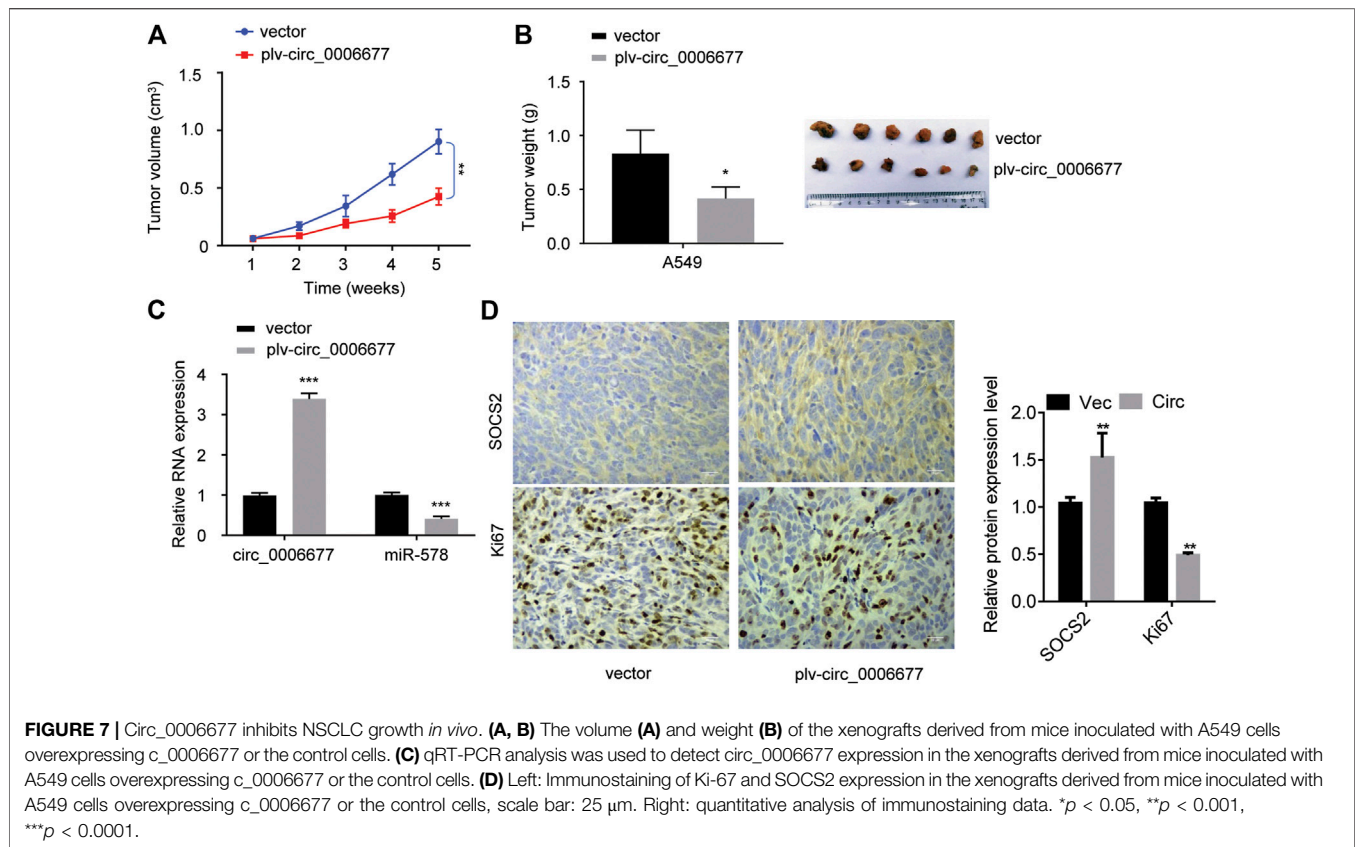 A
vector
plv-circ_0006677
Tumor volume (cm³)
1.5
1.0
0.5
0
1 2 3 4 5
Time (weeks)
**
B
vector
plv-circ_0006677
Tumor weight (g)
1.5
1.0
0.5
0.0
*
A549
vector
plv-circ_0006677
C
vector
plv-circ_0006677
Relative RNA expression
4
3
2
1
0
***
***
circ_0006677 miR-578
D
SOCS2
Ki67
vector plv-circ_0006677
Vec Circ
Relative protein expression level
2.0
1.5
1.0
0.5
0.0
**
**
SOCS2 Ki67
FIGURE 7 | Circ_0006677 inhibits NSCLC growth in vivo. (A, B) The volume (A) and weight (B) of the xenografts derived from mice inoculated with A549 cells
overexpressing c_0006677 or the control cells. (C) qRT-PCR analysis was used to detect circ_0006677 expression in the xenografts derived from mice inoculated with
A549 cells overexpressing c_0006677 or the control cells. (D) Left: Immunostaining of Ki-67 and SOCS2 expression in the xenografts derived from mice inoculated with
A549 cells overexpressing c_0006677 or the control cells, scale bar: 25 μm. Right: quantitative analysis of immunostaining data. *p < 0.05, **p < 0.001,
***p < 0.0001.